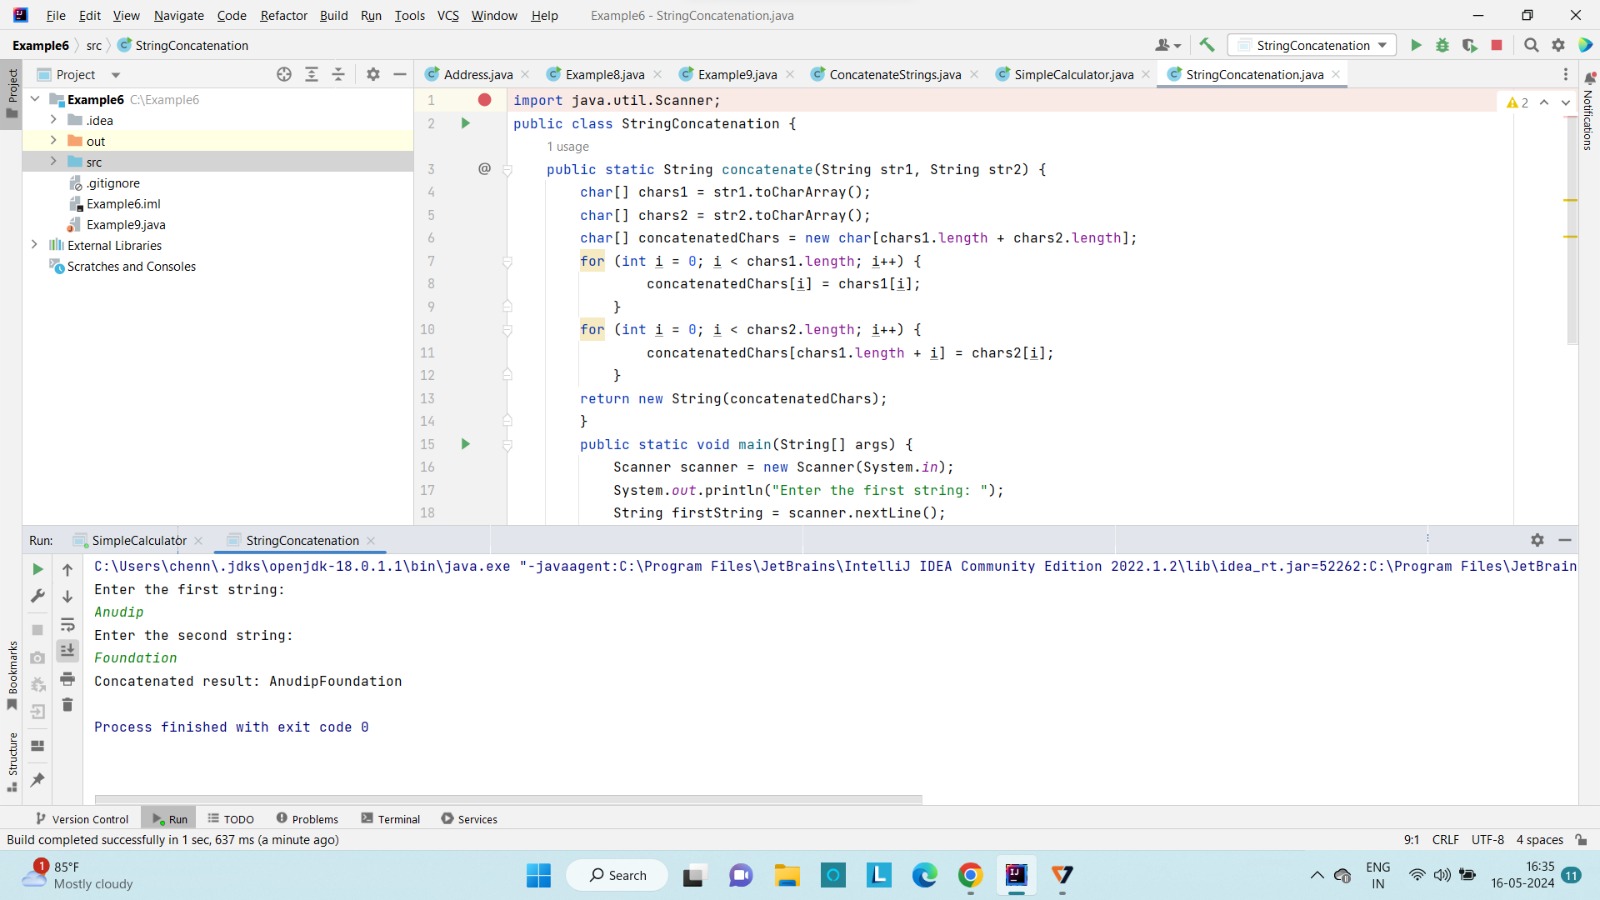 File Edit View Navigate Code Refactor Build Run Tools VCS Window Help Example6 - StringConcatenation.java
Example6 src StringConcatenation StringConcatenation
Project Address.java Example8.java Example9.java ConcatenateStrings.java SimpleCalculator.java StringConcatenation.java
Project
Notifications
Example6 C:\Example6
.idea
out
src
.gitignore
Example6.iml
Example9.java
External Libraries
Scratches and Consoles
2
1 import java.util.Scanner;
2 public class StringConcatenation {
1 usage
3 @ public static String concatenate(String str1, String str2) {
4 char[] chars1 = str1.toCharArray();
5 char[] chars2 = str2.toCharArray();
6 char[] concatenatedChars = new char[chars1.length + chars2.length];
7 for (int i = 0; i < chars1.length; i++) {
8 concatenatedChars[i] = chars1[i];
9 }
10 for (int i = 0; i < chars2.length; i++) {
11 concatenatedChars[chars1.length + i] = chars2[i];
12 }
13 return new String(concatenatedChars);
14 }
15 public static void main(String[] args) {
16 Scanner scanner = new Scanner(System.in);
17 System.out.println("Enter the first string: ");
18 String firstString = scanner.nextLine();
Run: SimpleCalculator StringConcatenation
C:\Users\chenn\.jdks\openjdk-18.0.1.1\bin\java.exe "-javaagent:C:\Program Files\JetBrains\IntelliJ IDEA Community Edition 2022.1.2\lib\idea_rt.jar=52262:C:\Program Files\JetBrain
Enter the first string:
Anudip
Enter the second string:
Foundation
Concatenated result: AnudipFoundation
Process finished with exit code 0
Bookmarks
Structure
Version Control Run TODO Problems Terminal Services
Build completed successfully in 1 sec, 637 ms (a minute ago) 9:1 CRLF UTF-8 4 spaces
1 85°F
Mostly cloudy
Search
ENG
IN
16:35
16-05-2024
11